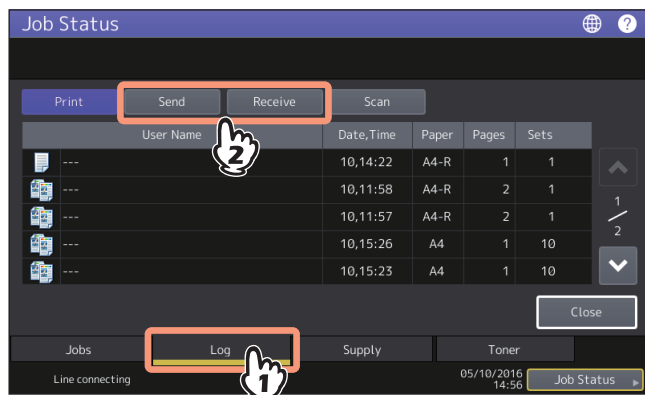 Job Status ?
Print Send Receive Scan
User Name Date,Time Paper Pages Sets
--- 10,14:22 A4-R 1 1
--- 10,11:58 A4-R 2 1
--- 10,11:57 A4-R 2 1
--- 10,15:26 A4 1 10
--- 10,15:23 A4 1 10
1
2
2
Close
Jobs Log Supply Toner
1
Line connecting 05/10/2016
14:56 Job Status